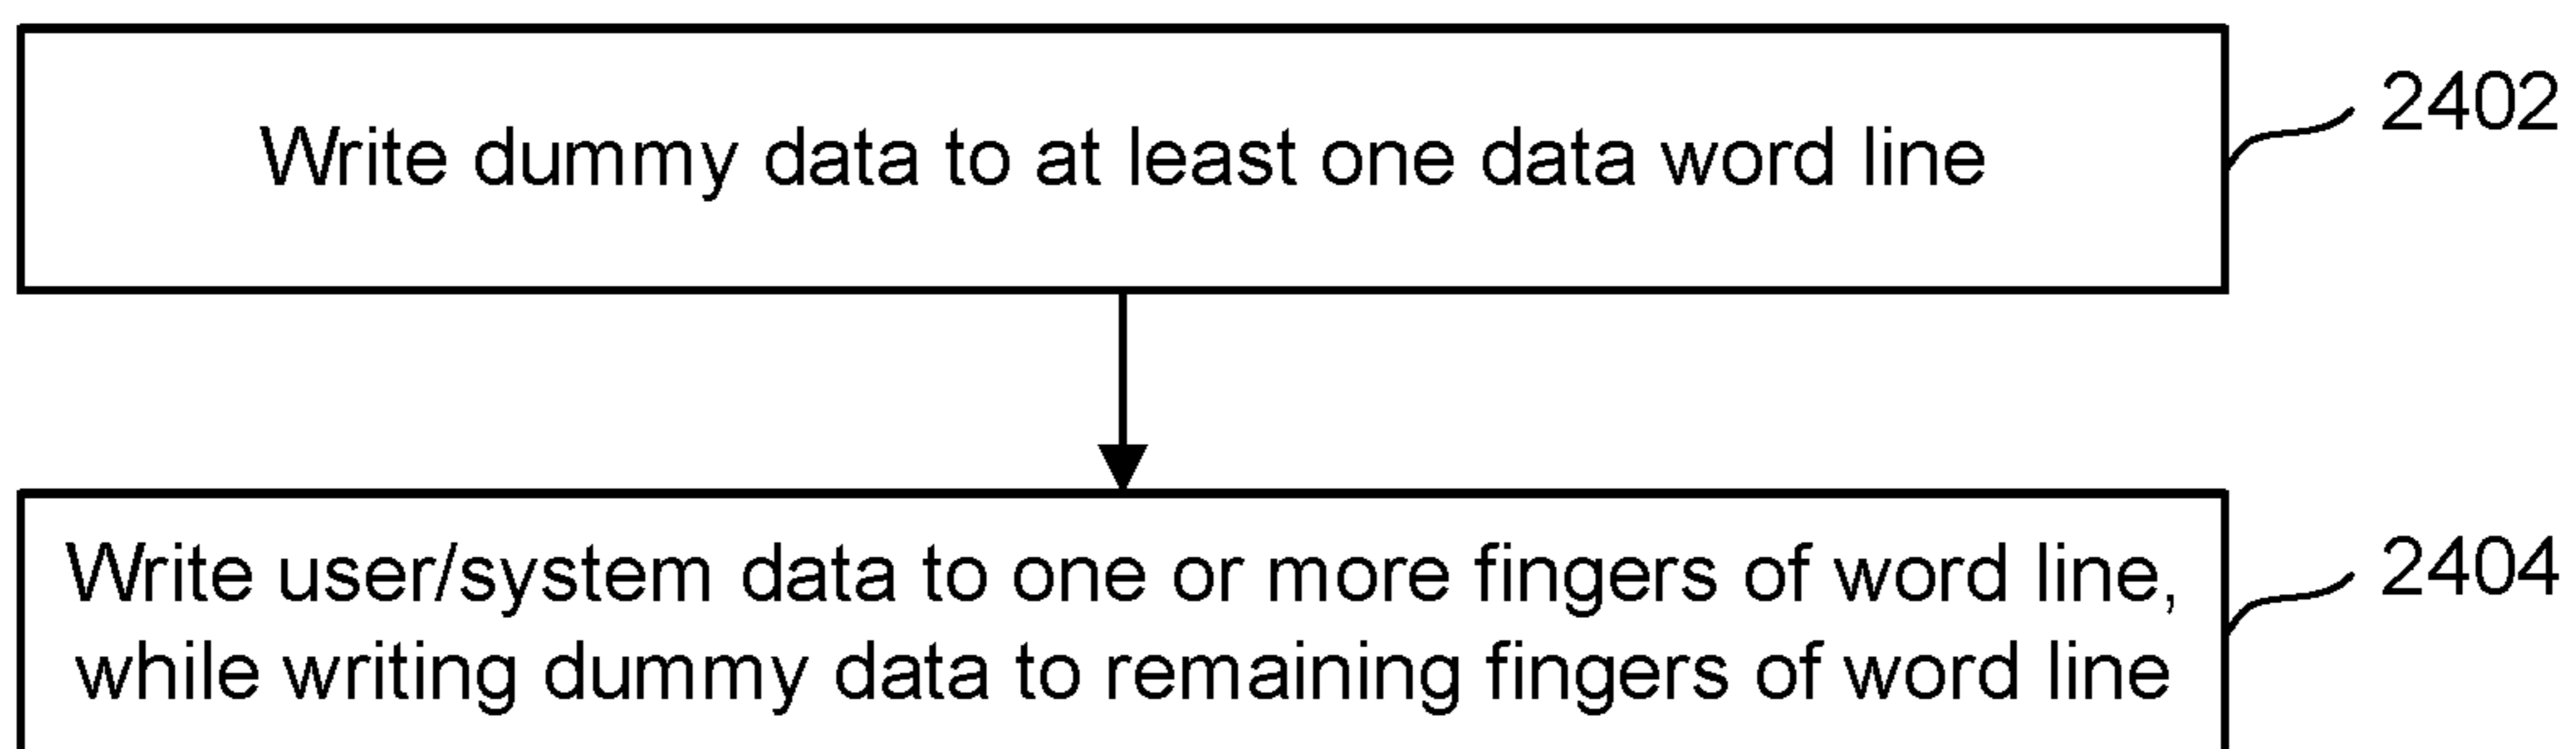 Write dummy data to at least one data word line
2402
Write user/system data to one or more fingers of word line,
while writing dummy data to remaining fingers of word line
2404